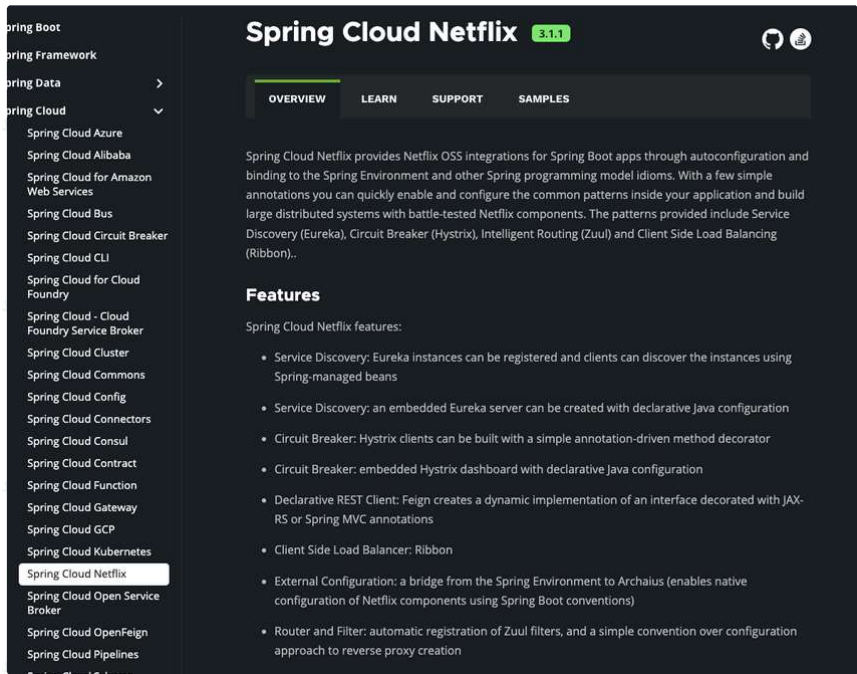 pring Boot
pring Framework
pring Data
pring Cloud
Spring Cloud Azure
Spring Cloud Alibaba
Spring Cloud for Amazon
Web Services
Spring Cloud Bus
Spring Cloud Circuit Breaker
Spring Cloud CLI
Spring Cloud for Cloud
Foundry
Spring Cloud - Cloud
Foundry Service Broker
Spring Cloud Cluster
Spring Cloud Commons
Spring Cloud Config
Spring Cloud Connectors
Spring Cloud Consul
Spring Cloud Contract
Spring Cloud Function
Spring Cloud Gateway
Spring Cloud GCP
Spring Cloud Kubernetes
Spring Cloud Netflix
Spring Cloud Open Service
Broker
Spring Cloud OpenFeign
Spring Cloud Pipelines
Spring Cloud Netflix 3.1.1
OVERVIEW LEARN SUPPORT SAMPLES
Spring Cloud Netflix provides Netflix OSS integrations for Spring Boot apps through autoconfiguration and
binding to the Spring Environment and other Spring programming model idioms. With a few simple
annotations you can quickly enable and configure the common patterns inside your application and build
large distributed systems with battle-tested Netflix components. The patterns provided include Service
Discovery (Eureka), Circuit Breaker (Hystrix), Intelligent Routing (Zuul) and Client Side Load Balancing
(Ribbon)..
Features
Spring Cloud Netflix features:
• Service Discovery: Eureka instances can be registered and clients can discover the instances using
Spring-managed beans
• Service Discovery: an embedded Eureka server can be created with declarative Java configuration
• Circuit Breaker: Hystrix clients can be built with a simple annotation-driven method decorator
• Circuit Breaker: embedded Hystrix dashboard with declarative Java configuration
• Declarative REST Client: Feign creates a dynamic implementation of an interface decorated with JAX-
RS or Spring MVC annotations
• Client Side Load Balancer: Ribbon
• External Configuration: a bridge from the Spring Environment to Archaius (enables native
configuration of Netflix components using Spring Boot conventions)
• Router and Filter: automatic registration of Zuul filters, and a simple convention over configuration
approach to reverse proxy creation